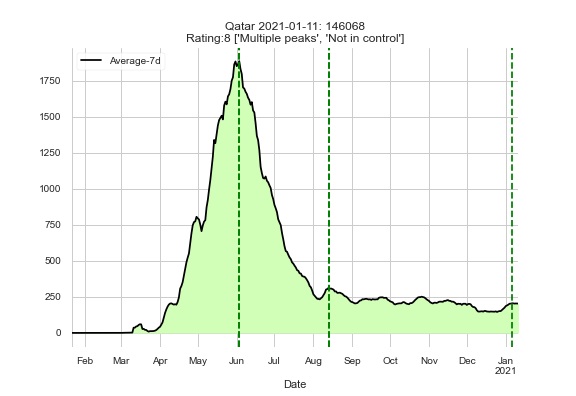 Qatar 2021-01-11: 146068
Rating:8 ['Multiple peaks', 'Not in control']
Average-7d
1750
1500
1250
1000
750
500
250
0
Feb Mar Apr May Jun Jul Aug Sep Oct Nov Dec Jan
2021
Date